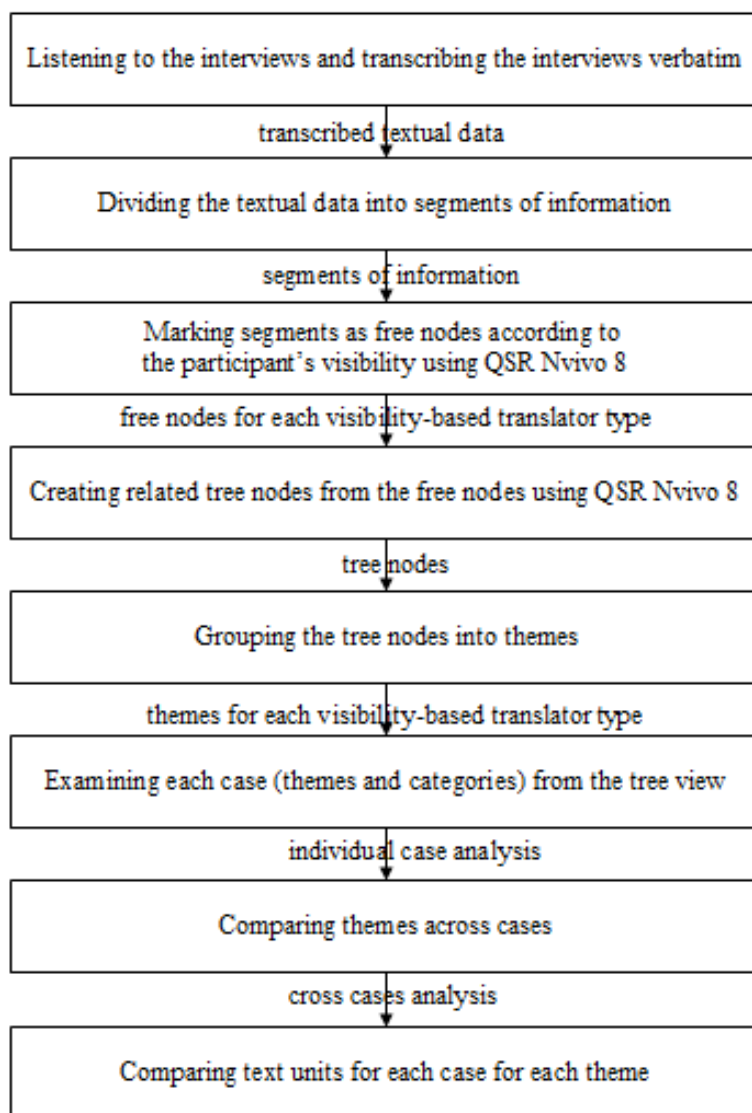 Listening to the interviews and transcribing the interviews verbatim
transcribed textual data
Dividing the textual data into segments of information
segments of information
Marking segments as free nodes according to
the participant’s visibility using QSR Nvivo 8
free nodes for each visibility-based translator type
Creating related tree nodes from the free nodes using QSR Nvivo 8
tree nodes
Grouping the tree nodes into themes
themes for each visibility-based translator type
Examining each case (themes and categories) from the tree view
individual case analysis
Comparing themes across cases
cross cases analysis
Comparing text units for each case for each theme